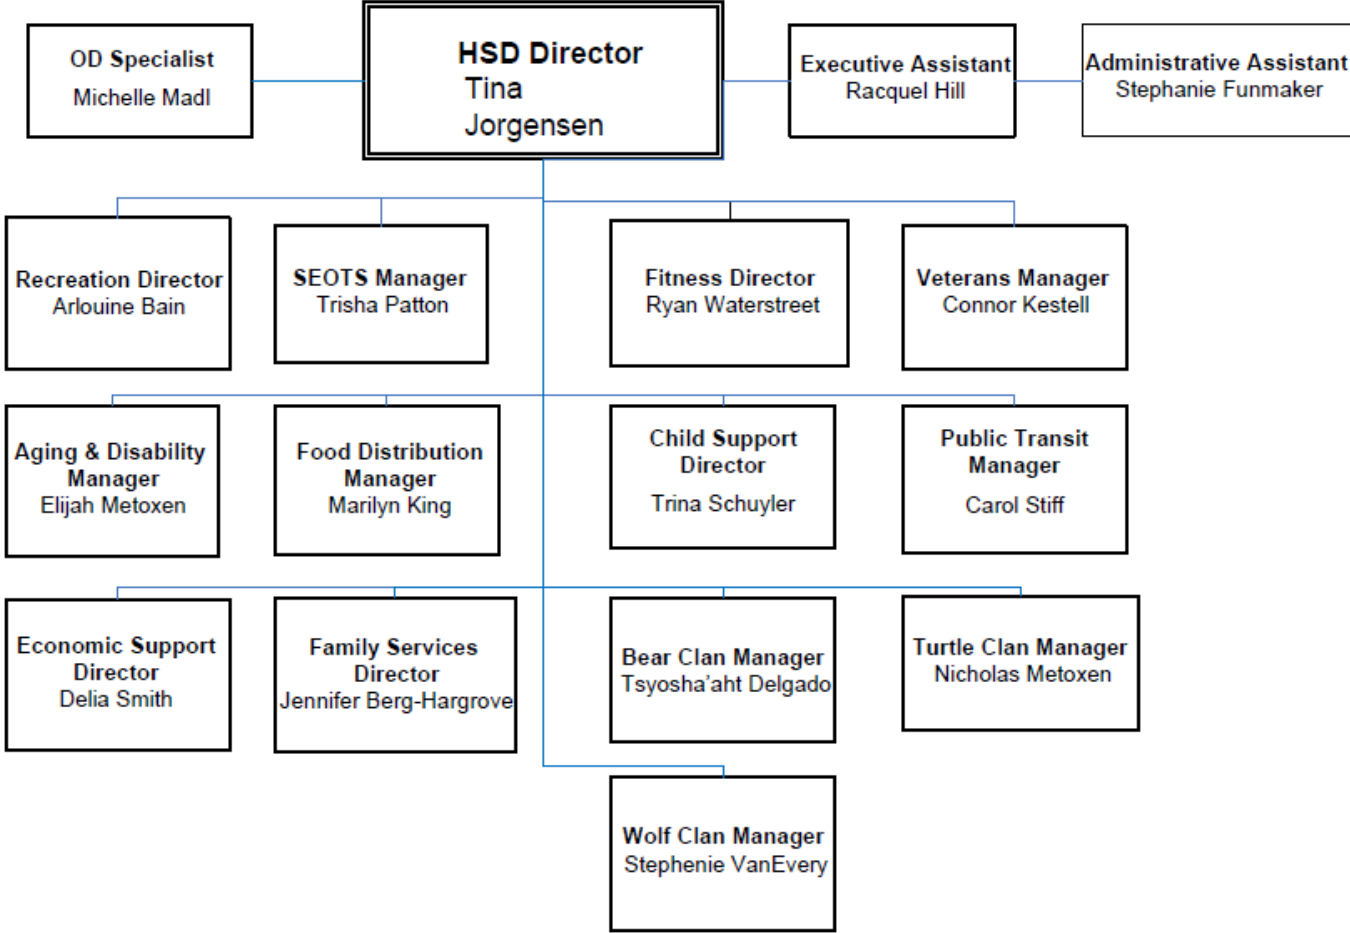 OD Specialist
Michelle Madl
HSD Director
Tina
Jorgensen
Executive Assistant
Racquel Hill
Administrative Assistant
Stephanie Funmaker
Recreation Director
Arlouine Bain
SEOTS Manager
Trisha Patton
Fitness Director
Ryan Waterstreet
Veterans Manager
Connor Kestell
Aging & Disability
Manager
Elijah Metoxen
Food Distribution
Manager
Marilyn King
Child Support
Director
Trina Schuyler
Public Transit
Manager
Carol Stiff
Economic Support
Director
Delia Smith
Family Services
Director
Jennifer Berg-Hargrove
Bear Clan Manager
Tsyosha’aht Delgado
Turtle Clan Manager
Nicholas Metoxen
Wolf Clan Manager
Stephenie VanEvery